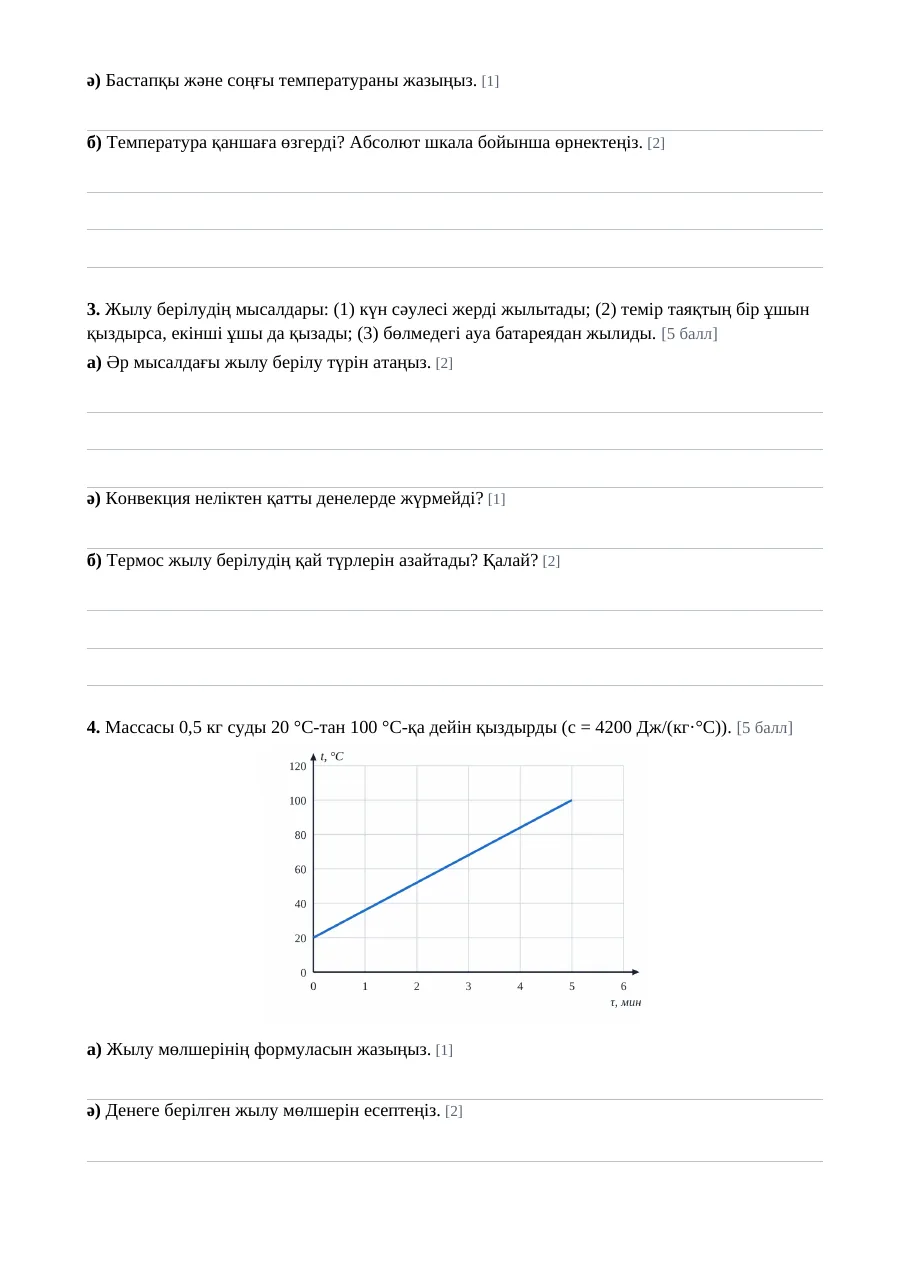 ә) Бастапқы және соңғы температураны жазыңыз. [1]
б) Температура қаншаға өзгерді? Абсолют шкала бойынша өрнектеңіз. [2]
3. Жылу берілудің мысалдары: (1) күн сәулесі жерді жылытады; (2) темір таяқтың бір ұшын
қыздырса, екінші ұшы да қызады; (3) бөлмедегі ауа батареядан жылиды. [5 балл]
а) Әр мысалдағы жылу берілу түрін атаңыз. [2]
ә) Конвекция неліктен қатты денелерде жүрмейді? [1]
б) Термос жылу берілудің қай түрлерін азайтады? Қалай? [2]
4. Массасы 0,5 кг суды 20 °C-тан 100 °C-қа дейін қыздырды (c = 4200 Дж/(кг·°C)). [5 балл]
t, °C
120
100
80
60
40
20
0
0 1 2 3 4 5 6
τ, мин
а) Жылу мөлшерінің формуласын жазыңыз. [1]
ә) Денеге берілген жылу мөлшерін есептеңіз. [2]